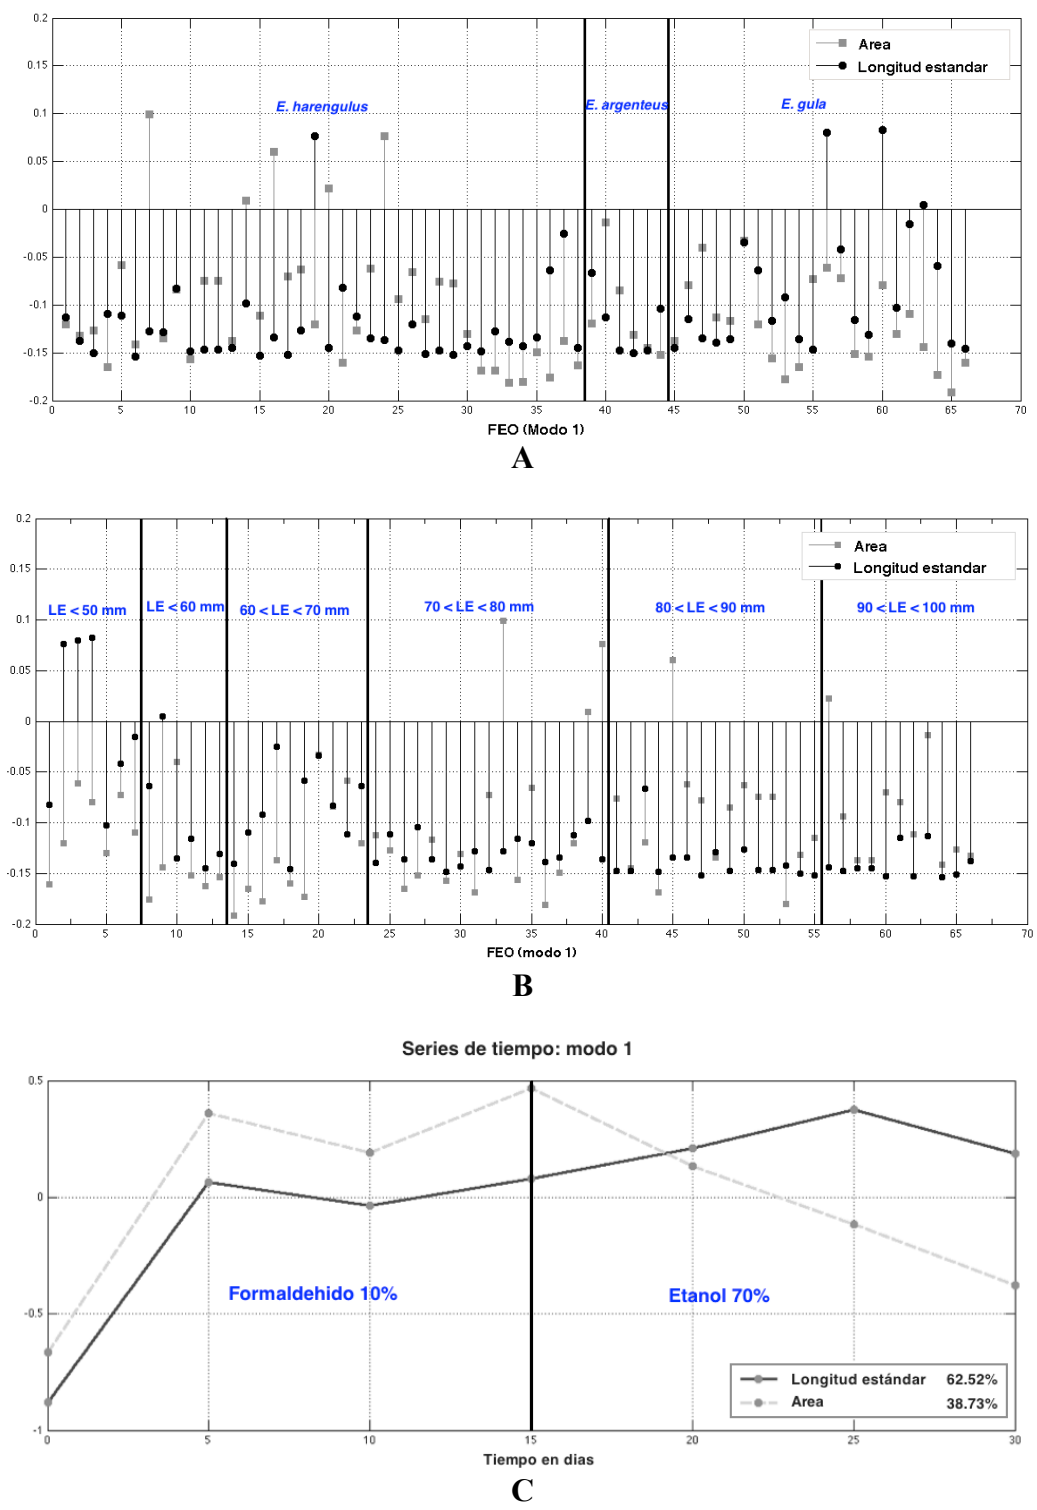 0.2
Area
Longitud estandar
0.15
0.1
E. harengulus
E. argenteus
E. gula
0.05
0
-0.05
-0.1
-0.15
-0.2
0 5 10 15 20 25 30 35 40 45 50 55 60 65 70
FEO (Modo 1)
A
0.2
Area
Longitud estandar
0.15
0.1
LE < 50 mm
LE < 60 mm
60 < LE < 70 mm
70 < LE < 80 mm
80 < LE < 90 mm
90 < LE < 100 mm
0.05
0
-0.05
-0.1
-0.15
-0.2
0 5 10 15 20 25 30 35 40 45 50 55 60 65 70
FEO (modo 1)
B
Series de tiempo: modo 1
0.5
0
Formaldehido 10%
Etanol 70%
-0.5
Longitud estándar 62.52%
Area 38.73%
-1
0 5 10 15 20 25 30
Tiempo en dias
C